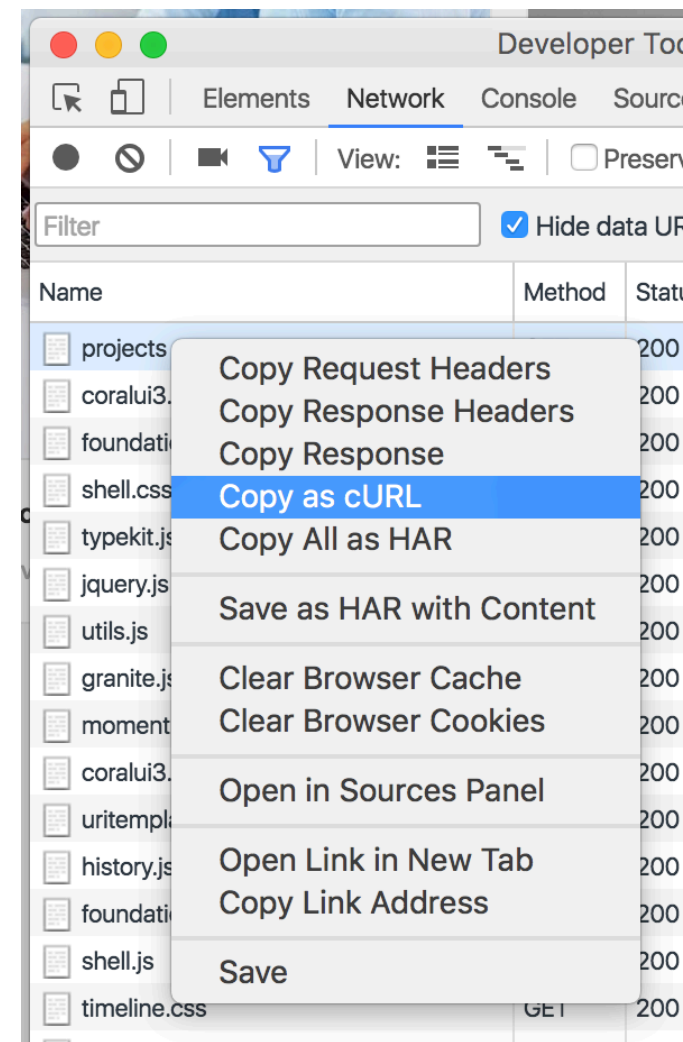 Developer Too
Elements Network Console Sourc
View: Preserv
Filter Hide data UR
Name Method Statu
projects 200
coralui3. 200
foundati 200
shell.css 200
typekit.js 200
jquery.js 200
utils.js 200
granite.js 200
moment 200
coralui3. 200
uritempla 200
history.js 200
foundati 200
shell.js 200
timeline.css GET 200
Copy Request Headers
Copy Response Headers
Copy Response
Copy as cURL
Copy All as HAR
Save as HAR with Content
Clear Browser Cache
Clear Browser Cookies
Open in Sources Panel
Open Link in New Tab
Copy Link Address
Save